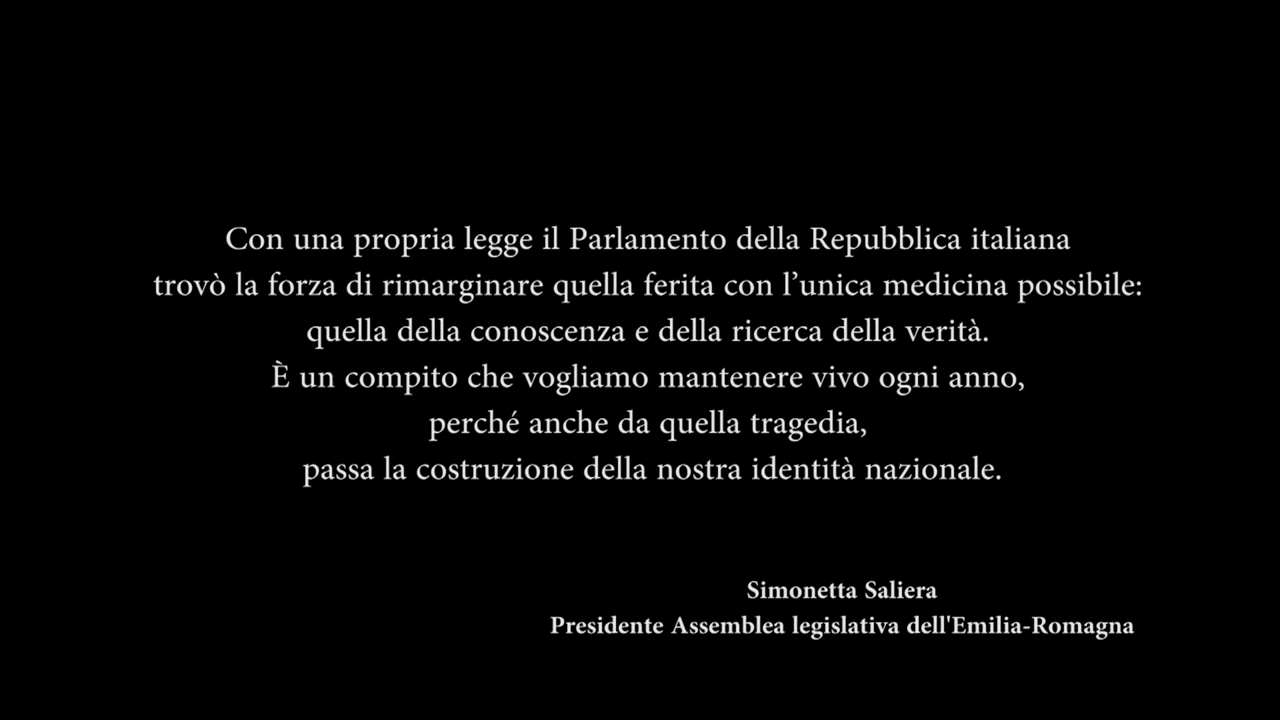 Con una propria legge il Parlamento della Repubblica italiana
trovò la forza di rimarginare quella ferita con l’unica medicina possibile:
quella della conoscenza e della ricerca della verità.
È un compito che vogliamo mantenere vivo ogni anno,
perché anche da quella tragedia,
passa la costruzione della nostra identità nazionale.
Simonetta Saliera
Presidente Assemblea legislativa dell'Emilia-Romagna